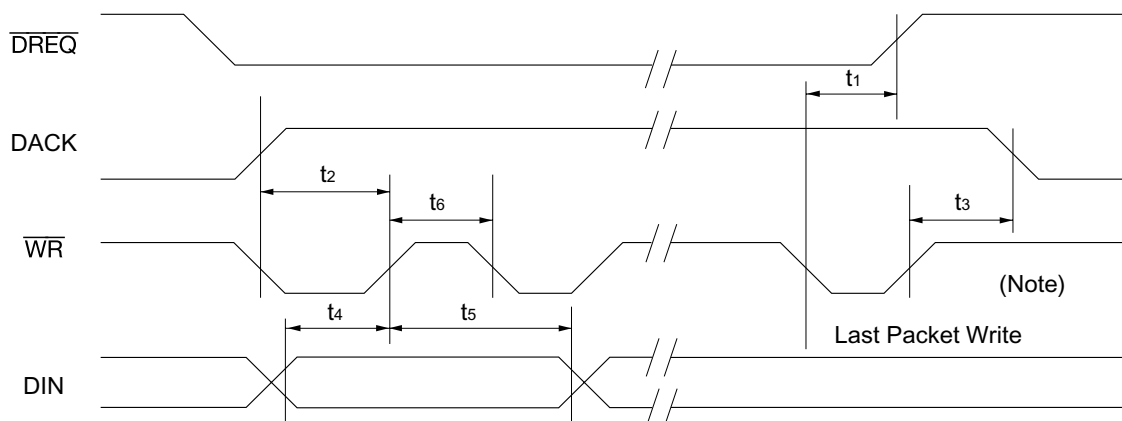 DREQ
t1
DACK
t2
t6
t3
WR
(Note)
t4
t5
Last Packet Write
DIN